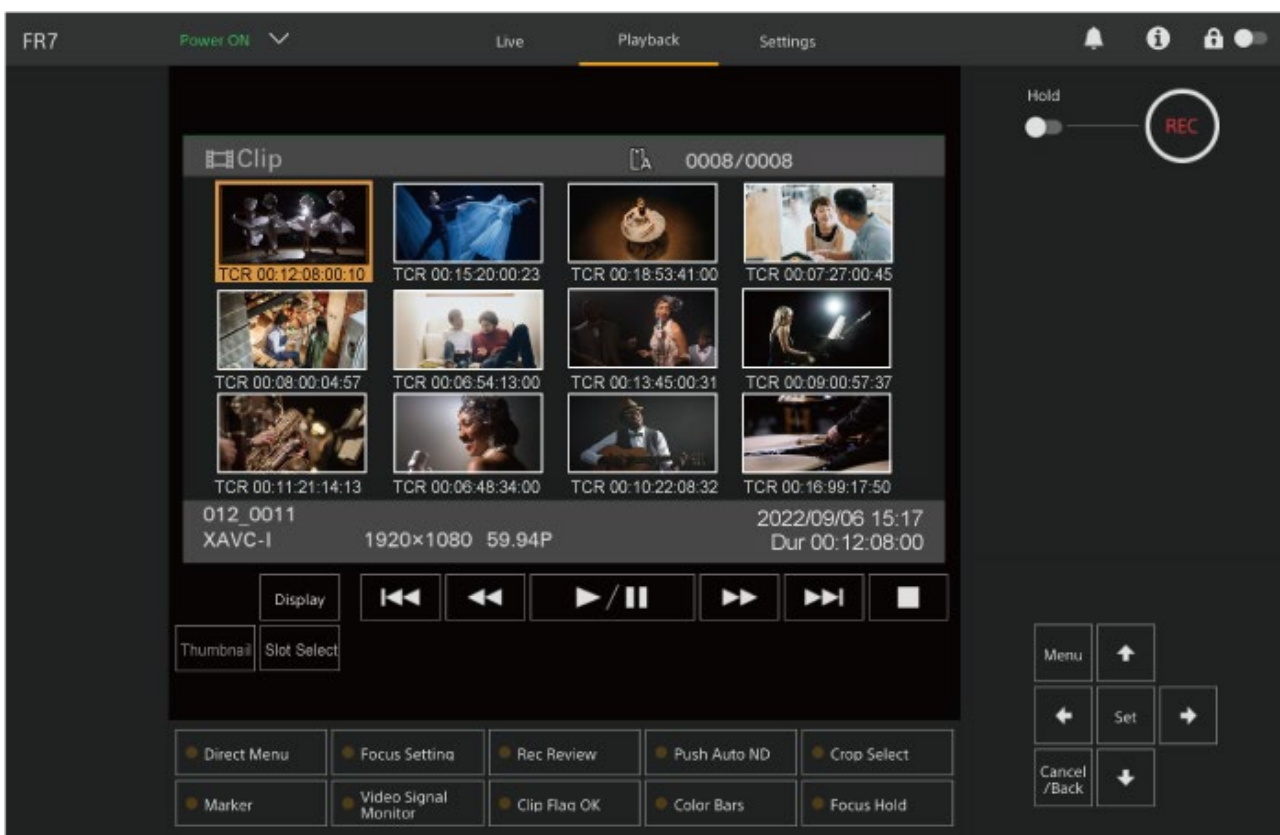 FR7 Power ON Live Playback Settings
Hold
REC
Clip A 0008/0008
TCR 00:12:08:00:10 TCR 00:15:20:00:23 TCR 00:18:53:41:00 TCR 00:07:27:00:45
TCR 00:08:00:04:57 TCR 00:06:54:13:00 TCR 00:13:45:00:31 TCR 00:09:00:57:37
TCR 00:11:21:14:13 TCR 00:06:48:34:00 TCR 00:10:22:08:32 TCR 00:16:99:17:50
012_0011 2022/09/06 15:17
XAVC-I 1920×1080 59.94P Dur 00:12:08:00
Display
Thumbnail Slot Select
Menu
Set
Cancel
/Back
Direct Menu Focus Setting Rec Review Push Auto ND Crop Select
Marker Video Signal
Monitor Clip Flag OK Color Bars Focus Hold